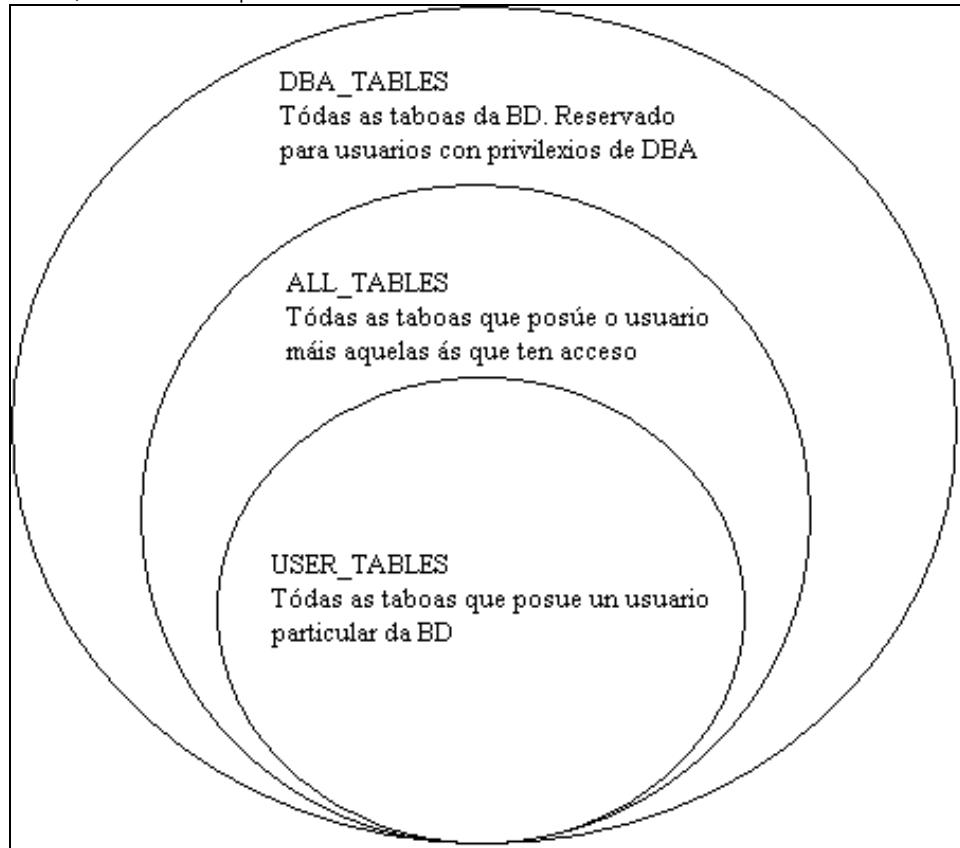 DBA_TABLES
Tódas as taboas da BD. Reservado
para usuarios con privilexios de DBA
ALL_TABLES
Tódas as taboas que posúe o usuario
máis aquelas ás que ten acceso
USER_TABLES
Tódas as taboas que posue un usuario
particular da BD